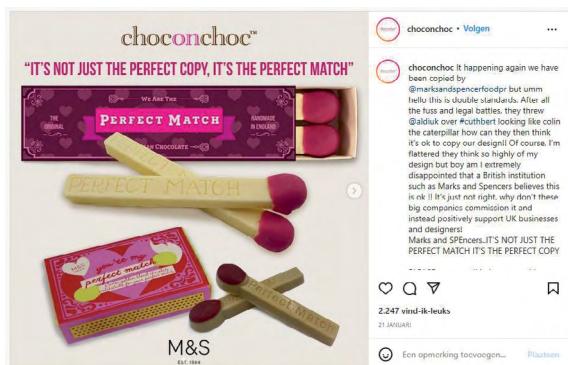 choconchoc™
"IT'S NOT JUST THE PERFECT COPY, IT'S THE PERFECT MATCH"
WE ARE THE
THE ORIGINAL
PERFECT MATCH
HANDMADE IN ENGLAND
CHOCOLATE
PERFECT MATCH
you're my
perfect match
M&S
Perfect Match
M&S
EST. 1884
choconchoc • Volgen
choconchoc It happening again we have
been copied by
@marksandspencerfoodpr but umm
hello this is double standards. After all
the fuss and legal battles, they threw
@aldiuk over #cuthbert looking like colin
the caterpillar how can they then think
it's ok to copy our design!! Of course, I'm
flattered they think so highly of my
design but boy am I extremely
disappointed that a British institution
such as Marks and Spencers believes this
is ok !! It's just not right, why don't these
big companics commission it and
instead positively support UK businesses
and designers!
Marks and SPEncers..IT'S NOT JUST THE
PERFECT MATCH IT'S THE PERFECT COPY
2.247 vind-ik-leuks
21 JANUARI
Een opmerking toevoegen...
Plaatsen